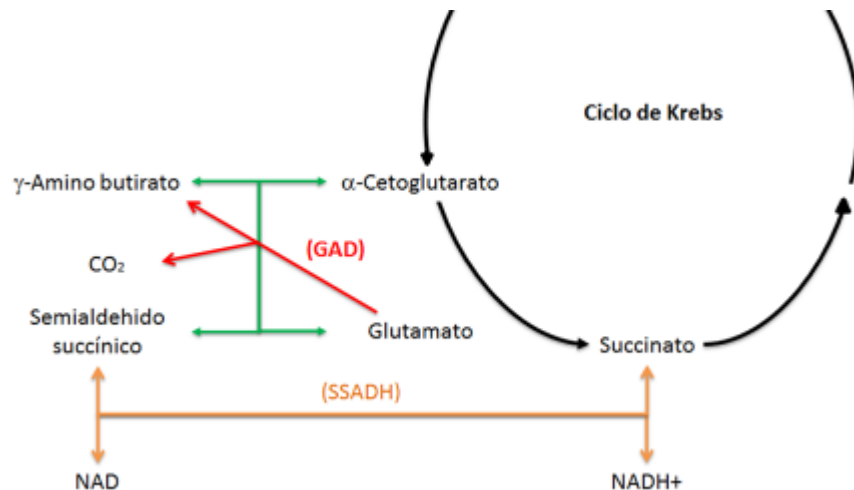 Ciclo de Krebs
γ-Amino butirato
α-Cetoglutarato
(GAD)
CO₂
Semialdehido
succínico
Glutamato
Succinato
(SSADH)
NAD
NADH+